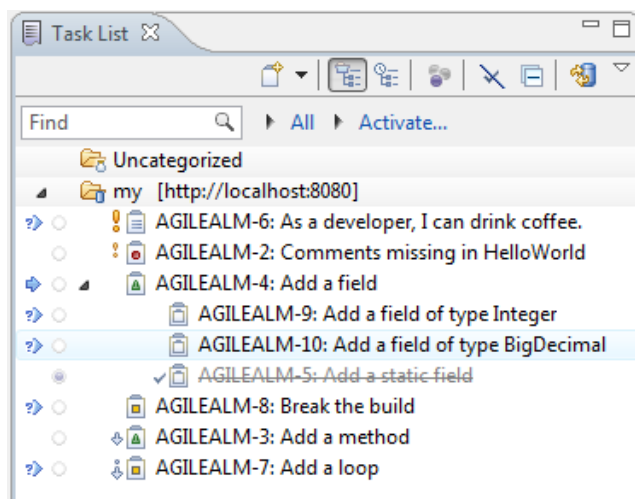 Task List
Find All Activate...
Uncategorized
my [http://localhost:8080]
AGILEALM-6: As a developer, I can drink coffee.
AGILEALM-2: Comments missing in HelloWorld
AGILEALM-4: Add a field
AGILEALM-9: Add a field of type Integer
AGILEALM-10: Add a field of type BigDecimal
AGILEALM-5: Add a static field
AGILEALM-8: Break the build
AGILEALM-3: Add a method
AGILEALM-7: Add a loop